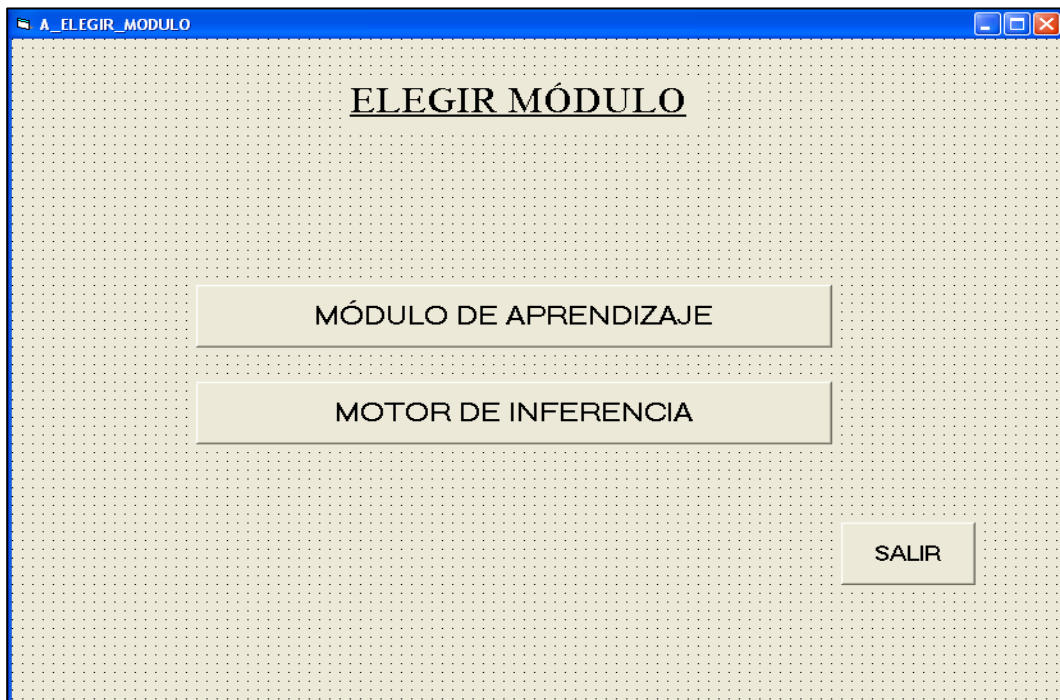 A_ELEGIR_MODULO
ELEGIR MÓDULO
MÓDULO DE APRENDIZAJE
MOTOR DE INFERENCIA
SALIR